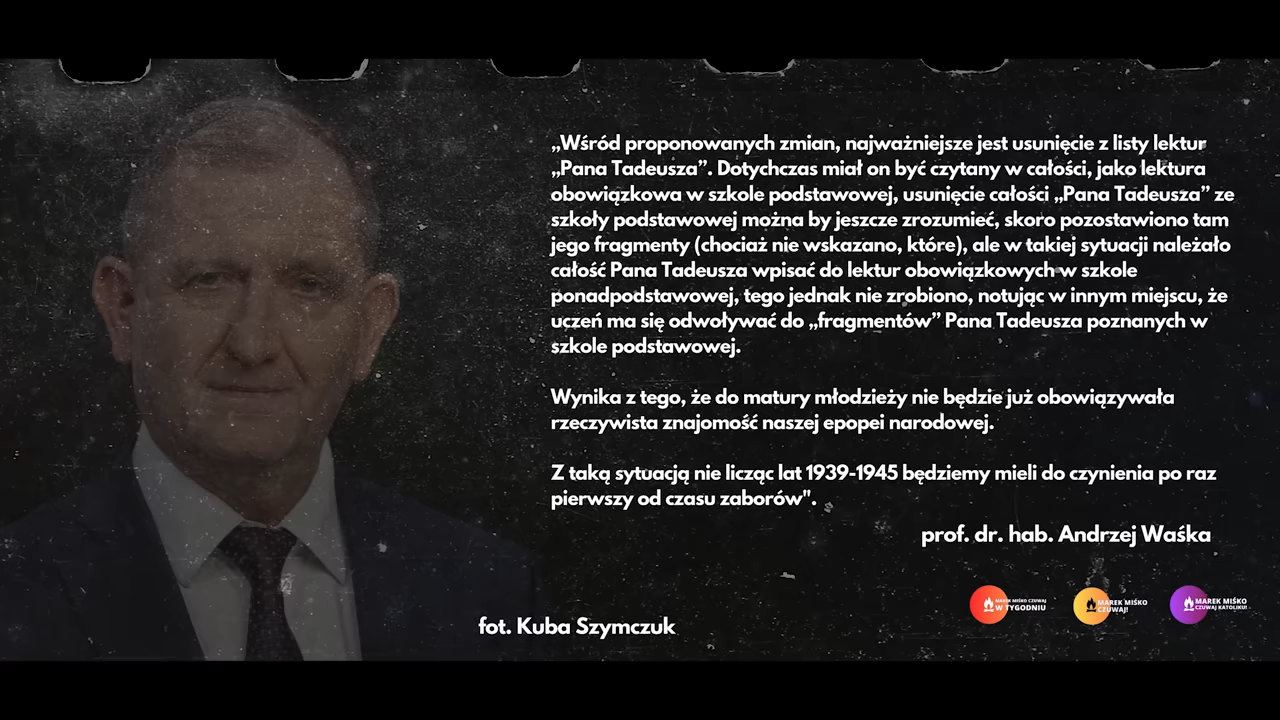 „Wśród proponowanych zmian, najważniejsze jest usunięcie z listy lektur
„Pana Tadeusza”. Dotychczas miał on być czytany w całości, jako lektura
obowiązkowa w szkole podstawowej, usunięcie całości „Pana Tadeusza” ze
szkoły podstawowej można by jeszcze zrozumieć, skoro pozostawiono tam
jego fragmenty (chociaż nie wskazano, które), ale w takiej sytuacji należało
całość Pana Tadeusza wpisać do lektur obowiązkowych w szkole
ponadpodstawowej, tego jednak nie zrobiono, notując w innym miejscu, że
uczeń ma się odwoływać do „fragmentów” Pana Tadeusza poznanych w
szkole podstawowej.
Wynika z tego, że do matury młodzieży nie będzie już obowiązywała
rzeczywista znajomość naszej epopei narodowej.
Z taką sytuacją nie licząc lat 1939-1945 będziemy mieli do czynienia po raz
pierwszy od czasu zaborów".
prof. dr. hab. Andrzej Waśka
MAREK MIŚKO CZUWAJ
W TYGODNIU
MAREK MIŚKO
CZUWAJ!
MAREK MIŚKO
CZUWAJ KATOLIKU!
fot. Kuba Szymczuk